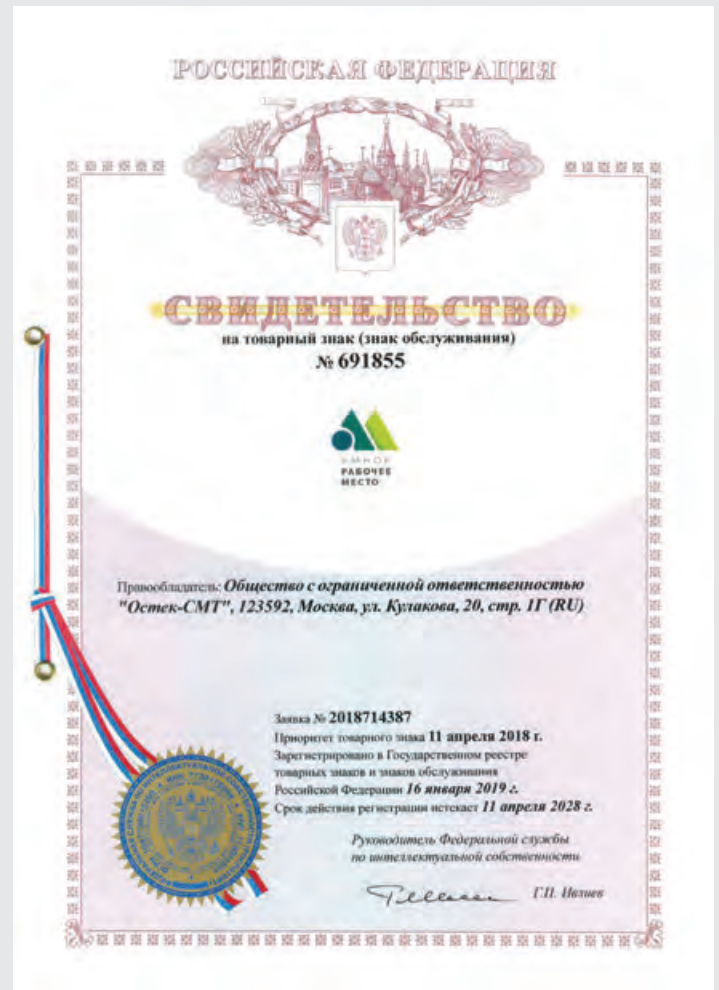 РОССИЙСКАЯ ФЕДЕРАЦИЯ
СВИДЕТЕЛЬСТВО
на товарный знак (знак обслуживания)
№ 691855
УМНОЕ
РАБОЧЕЕ
МЕСТО
Правообладатель: Общество с ограниченной ответственностью
"Остек-СМТ", 123592, Москва, ул. Кулакова, 20, стр. 1Г (RU)
Заявка № 2018714387
Приоритет товарного знака 11 апреля 2018 г.
Зарегистрировано в Государственном реестре
товарных знаков и знаков обслуживания
Российской Федерации 16 января 2019 г.
Срок действия регистрации истекает 11 апреля 2028 г.
Руководитель Федеральной службы
по интеллектуальной собственности
Г.П. Ивлиев